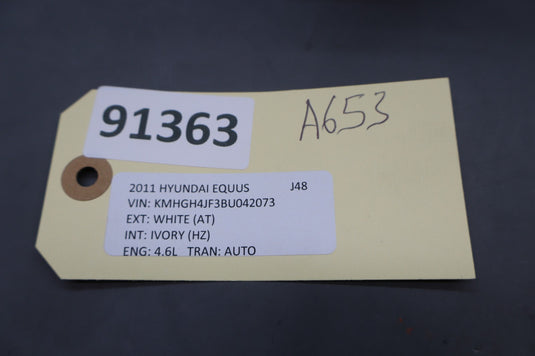 91363
A653
2011 HYUNDAI EQUUS J48
VIN: KMHGH4JF3BU042073
EXT: WHITE (AT)
INT: IVORY (HZ)
ENG: 4.6L TRAN: AUTO